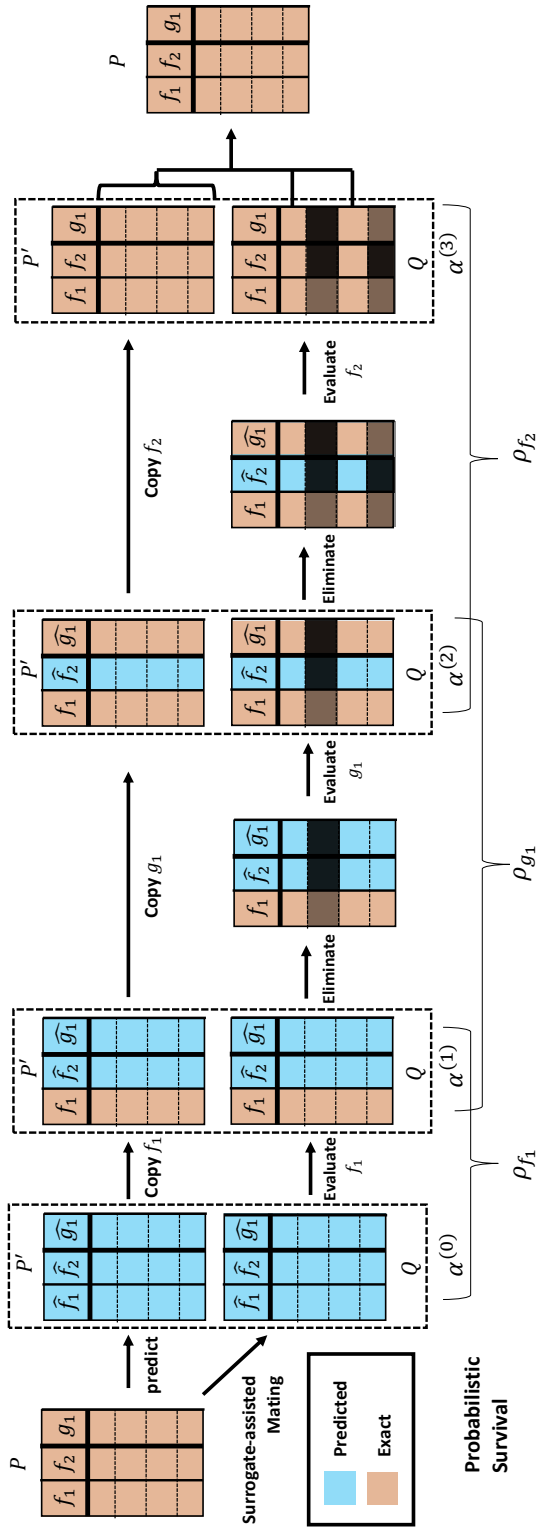 P
f₁ f₂ g₁
predict
Surrogate-assisted
Mating
Predicted
Exact
Probabilistic
Survival
P′
f̂₁ f̂₂ ĝ₁
f̂₁ f̂₂ ĝ₁
Q
α⁽⁰⁾
Copy f₁
Evaluate
f₁
ρf₁
P′
f₁ f̂₂ ĝ₁
f₁ f̂₂ ĝ₁
Q
α⁽¹⁾
Copy g₁
Eliminate
f₁ f̂₂ ĝ₁
Evaluate
g₁
ρg₁
P′
f₁ f̂₂ ĝ₁
f₁ f̂₂ ĝ₁
Q
α⁽²⁾
Copy f₂
Eliminate
f₁ f̂₂ ĝ₁
Evaluate
f₂
ρf₂
P′
f₁ f₂ g₁
f₁ f₂ g₁
Q
α⁽³⁾
P
f₁ f₂ g₁